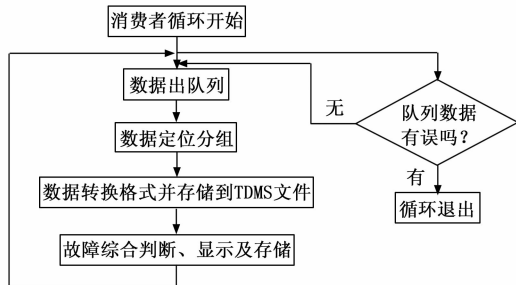 消费者循环开始
数据出队列
无
队列数据
有误吗?
数据定位分组
有
数据转换格式并存储到TDMS文件
循环退出
故障综合判断、显示及存储